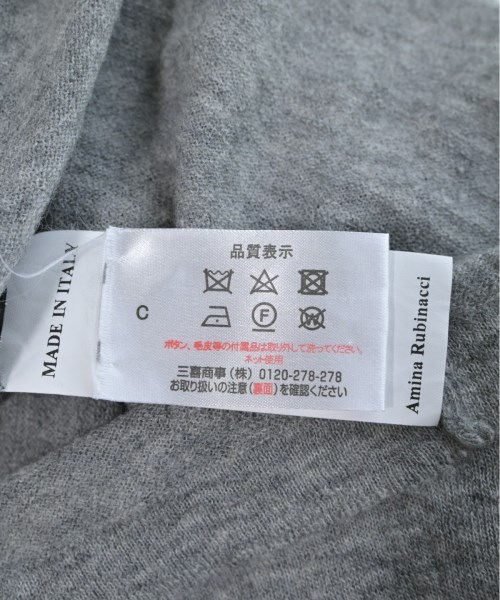 MADE IN ITALY
品質表示
C
F
W
ボタン、毛皮等の付属品は取り外して洗ってください。
ネット使用
三喜商事(株) 0120-278-278
お取り扱いの注意(裏面)を確認ください
Amina Rubinacci